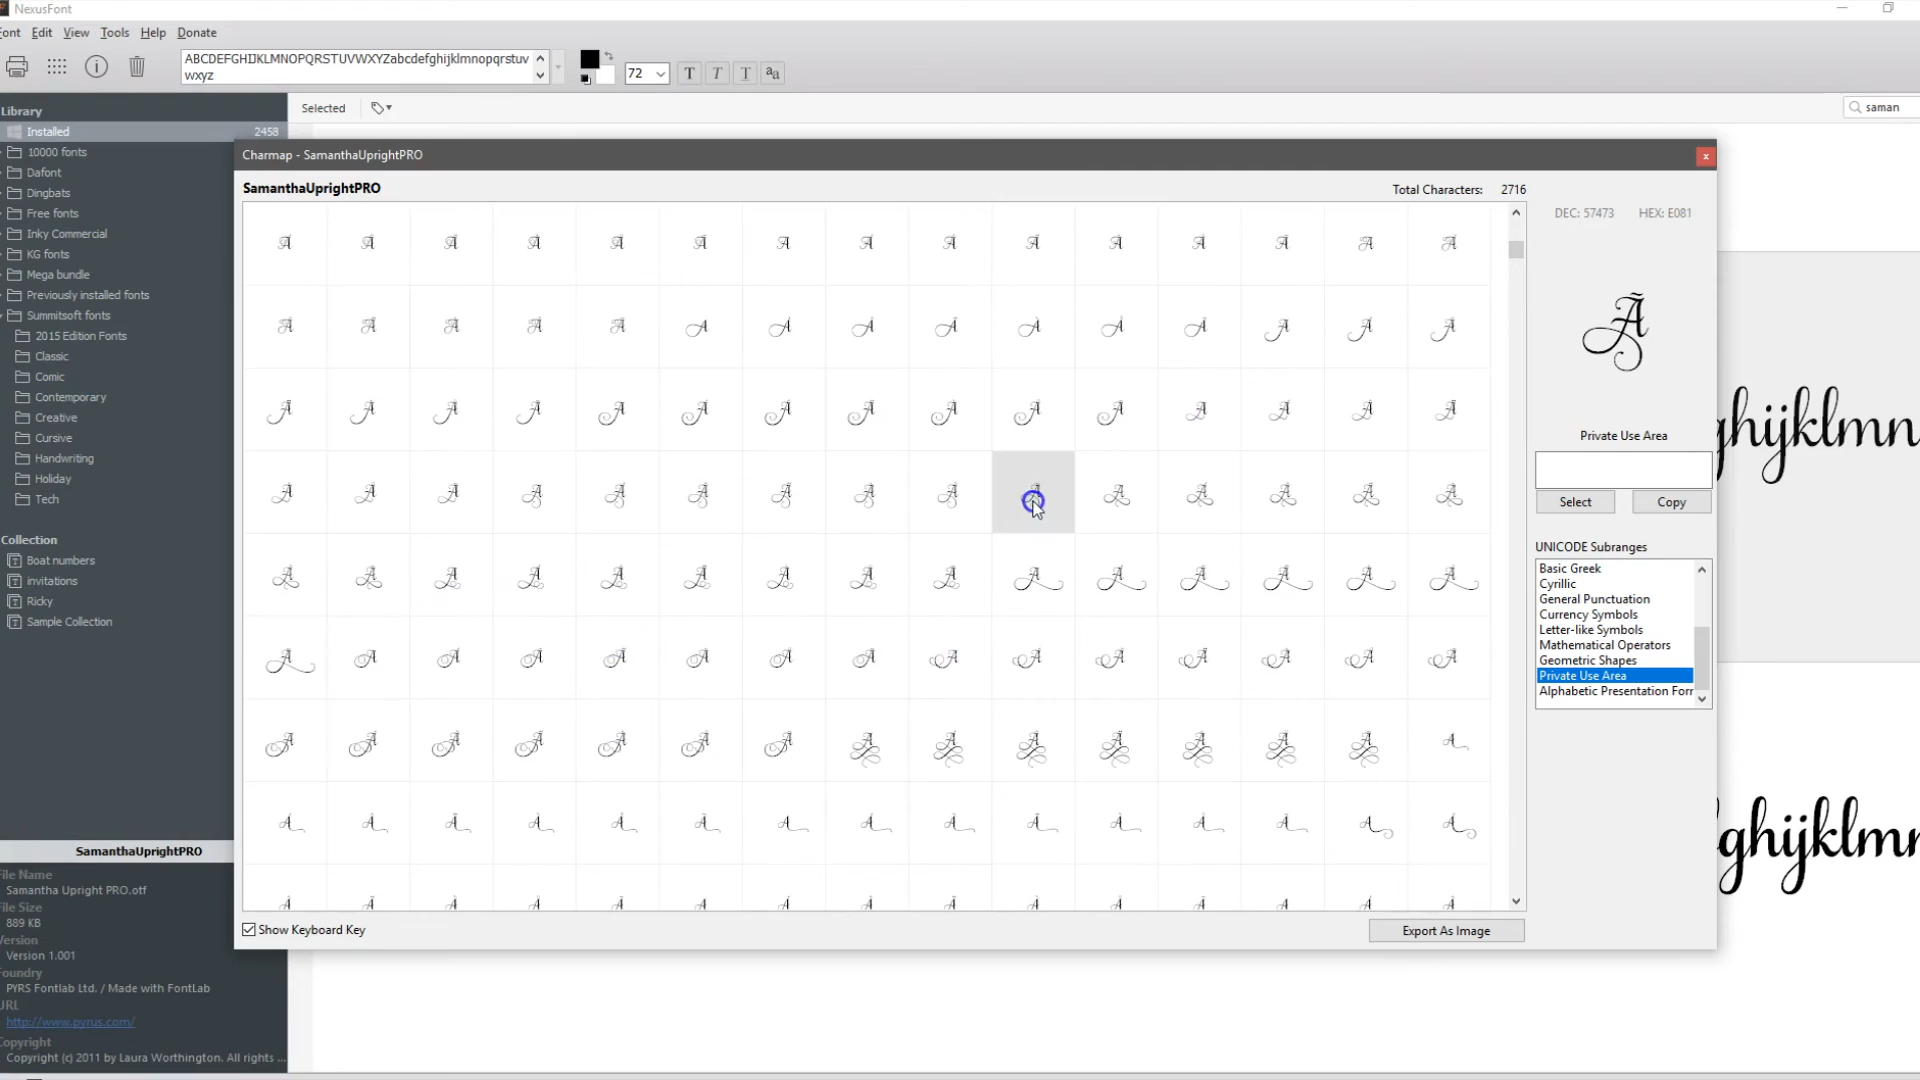 NexusFont
Font Edit View Tools Help Donate
ABCDEFGHIJKLMNOPQRSTUVWXYZabcdefghijklmnopqrstuv
wxyz
72
Library
Installed 2458
10000 fonts
Dafont
Dingbats
Free fonts
Inky Commercial
KG fonts
Mega bundle
Previously installed fonts
Summitsoft fonts
2015 Edition Fonts
Classic
Comic
Contemporary
Creative
Cursive
Handwriting
Holiday
Tech
Collection
Boat numbers
invitations
Ricky
Sample Collection
SamanthaUprightPRO
File Name
Samantha Upright PRO.otf
File Size
889 KB
Version
Version 1.001
Foundry
PYRS Fontlab Ltd. / Made with FontLab
URL
http://www.pyrus.com/
Copyright
Copyright (c) 2011 by Laura Worthington. All rights ...
Selected
saman
Charmap - SamanthaUprightPRO
SamanthaUprightPRO
Total Characters: 2716
DEC: 57473 HEX: E081
Ã
Private Use Area
Select Copy
UNICODE Subranges
Basic Greek
Cyrillic
General Punctuation
Currency Symbols
Letter-like Symbols
Mathematical Operators
Geometric Shapes
Private Use Area
Alphabetic Presentation Forr
Show Keyboard Key
Export As Image
ghijklmn
ghijklmn